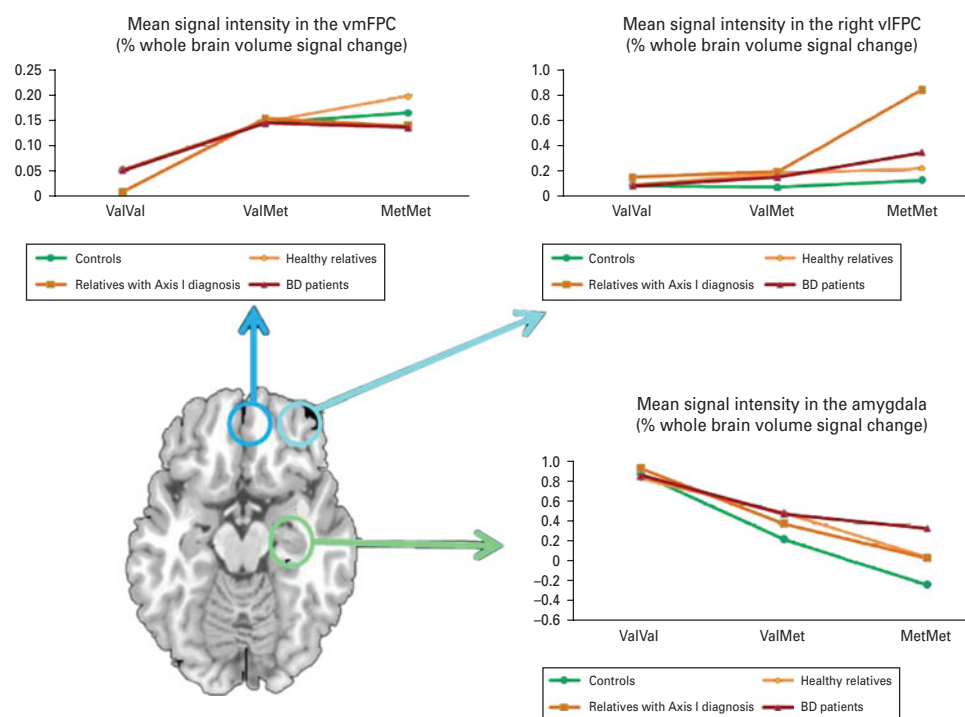 Mean signal intensity in the vmFPC
(% whole brain volume signal change)
0.25
0.20
0.15
0.10
0.05
0
ValVal ValMet MetMet
Controls Healthy relatives
Relatives with Axis I diagnosis BD patients
Mean signal intensity in the right vlFPC
(% whole brain volume signal change)
1.0
0.8
0.6
0.4
0.2
0
ValVal ValMet MetMet
Controls Healthy relatives
Relatives with Axis I diagnosis BD patients
Mean signal intensity in the amygdala
(% whole brain volume signal change)
1.0
0.8
0.6
0.4
0.2
0
–0.2
–0.4
–0.6
ValVal ValMet MetMet
Controls Healthy relatives
Relatives with Axis I diagnosis BD patients